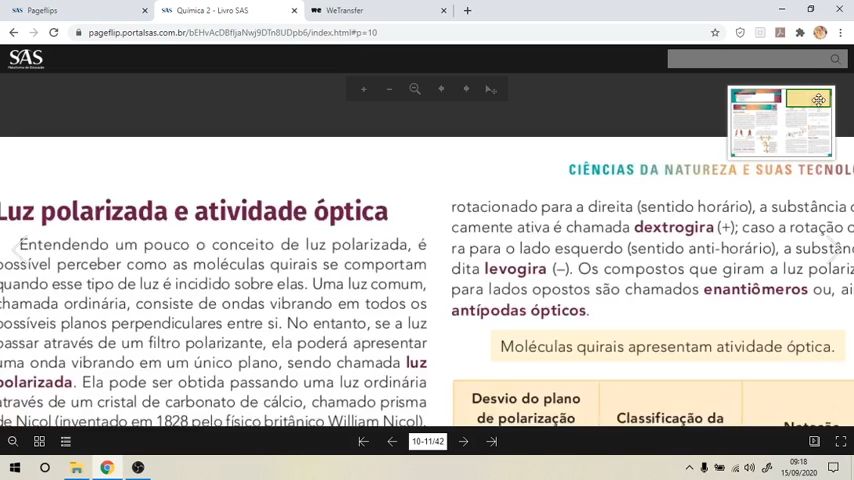 Pageflips
Química 2 - Livro SAS
WeTransfer
pageflip.portalsas.com.br/bEHvAcDBfIjaNwj9DTn8UDpb6/index.html#p=10
SAS
Plataforma de Educação
CIÊNCIAS DA NATUREZA E SUAS TECNOL
Luz polarizada e atividade óptica
Entendendo um pouco o conceito de luz polarizada, é
possível perceber como as moléculas quirais se comportam
quando esse tipo de luz é incidido sobre elas. Uma luz comum,
chamada ordinária, consiste de ondas vibrando em todos os
possíveis planos perpendiculares entre si. No entanto, se a luz
passar através de um filtro polarizante, ela poderá apresentar
uma onda vibrando em um único plano, sendo chamada luz
polarizada. Ela pode ser obtida passando uma luz ordinária
através de um cristal de carbonato de cálcio, chamado prisma
de Nicol (inventado em 1828 pelo físico britânico William Nicol).
rotacionado para a direita (sentido horário), a substância o
camente ativa é chamada dextrogira (+); caso a rotação o
ra para o lado esquerdo (sentido anti-horário), a substân
dita levogira (–). Os compostos que giram a luz polariz
para lados opostos são chamados enantiômeros ou, ai
antípodas ópticos.
Moléculas quirais apresentam atividade óptica.
Desvio do plano
de polarização
Classificação da
10-11/42
09:18
15/09/2020